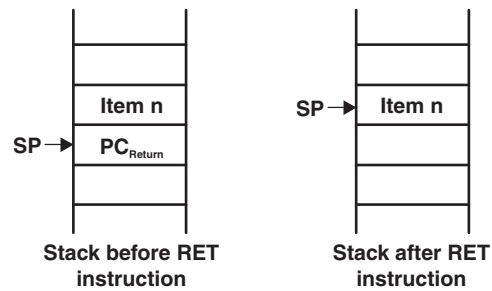 Item n
SP
PCReturn
Stack before RET
instruction
SP
Item n
Stack after RET
instruction